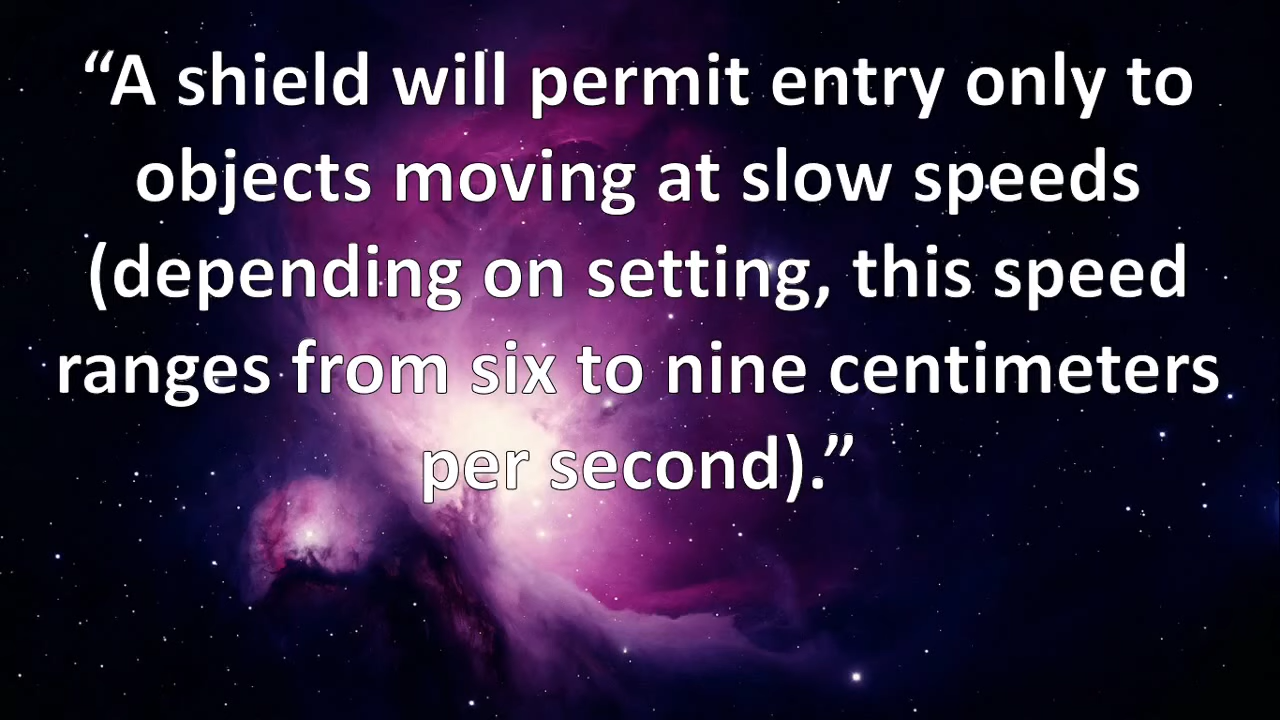 “A shield will permit entry only to
objects moving at slow speeds
(depending on setting, this speed
ranges from six to nine centimeters
per second).”